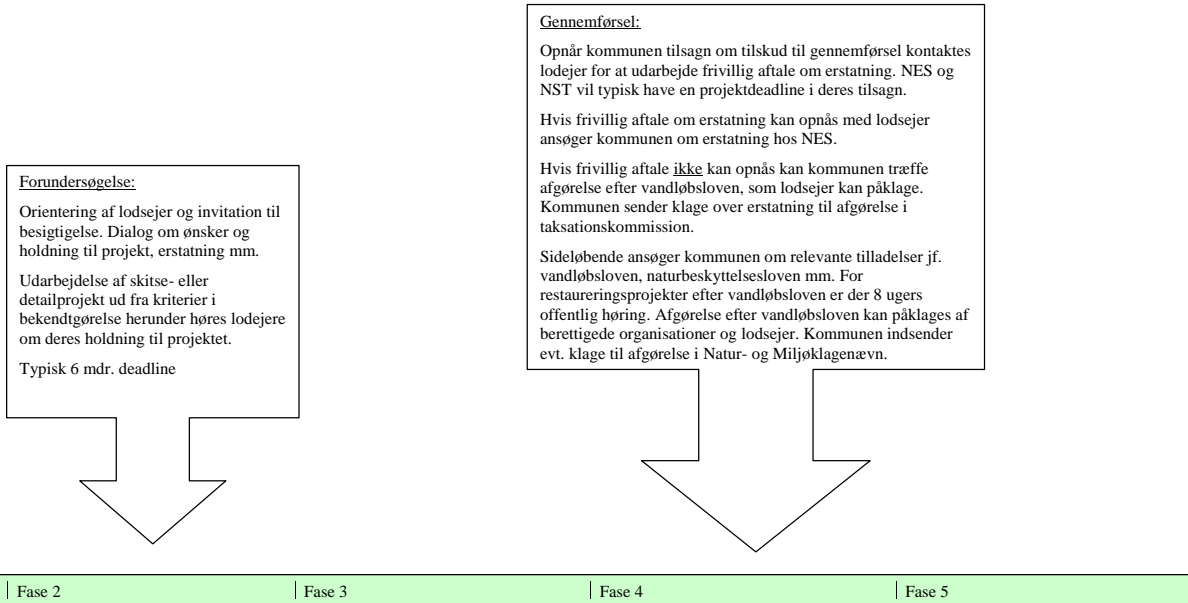 Forundersøgelse:
Orientering af lodsejer og invitation til
besigtigelse. Dialog om ønsker og
holdning til projekt, erstatning mm.
Udarbejdelse af skitse- eller
detailprojekt ud fra kriterier i
bekendtgørelse herunder høres lodejere
om deres holdning til projektet.
Typisk 6 mdr. deadline
Gennemførsel:
Opnår kommunen tilsagn om tilskud til gennemførsel kontaktes
lodejer for at udarbejde frivillig aftale om erstatning. NES og
NST vil typisk have en projektdeadline i deres tilsagn.
Hvis frivillig aftale om erstatning kan opnås med lodsejer
ansøger kommunen om erstatning hos NES.
Hvis frivillig aftale ikke kan opnås kan kommunen træffe
afgørelse efter vandløbsloven, som lodsejer kan påklage.
Kommunen sender klage over erstatning til afgørelse i
taksationskommission.
Sideløbende ansøger kommunen om relevante tilladelser jf.
vandløbsloven, naturbeskyttelsesloven mm. For
restaureringsprojekter efter vandløbsloven er der 8 ugers
offentlig høring. Afgørelse efter vandløbsloven kan påklages af
berettigede organisationer og lodsejer. Kommunen indsender
evt. klage til afgørelse i Natur- og Miljøklagenævn.
Fase 2
Fase 3
Fase 4
Fase 5